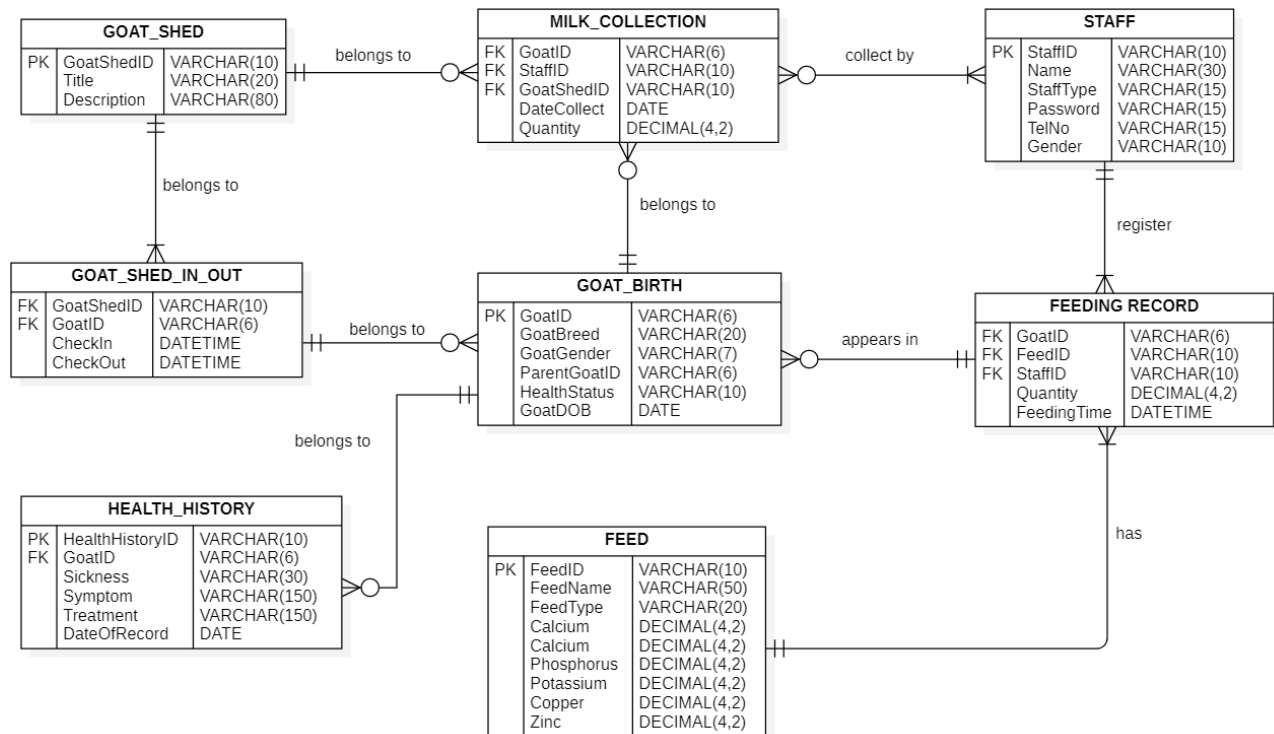 GOAT_SHED
PK GoatShedID VARCHAR(10)
Title VARCHAR(20)
Description VARCHAR(80)
belongs to
MILK_COLLECTION
FK GoatID VARCHAR(6)
FK StaffID VARCHAR(10)
FK GoatShedID VARCHAR(10)
DateCollect DATE
Quantity DECIMAL(4,2)
collect by
STAFF
PK StaffID VARCHAR(10)
Name VARCHAR(30)
StaffType VARCHAR(15)
Password VARCHAR(15)
TelNo VARCHAR(15)
Gender VARCHAR(10)
belongs to
belongs to
register
GOAT_SHED_IN_OUT
FK GoatShedID VARCHAR(10)
FK GoatID VARCHAR(6)
CheckIn DATETIME
CheckOut DATETIME
belongs to
GOAT_BIRTH
PK GoatID VARCHAR(6)
GoatBreed VARCHAR(20)
GoatGender VARCHAR(7)
ParentGoatID VARCHAR(6)
HealthStatus VARCHAR(10)
GoatDOB DATE
appears in
FEEDING RECORD
FK GoatID VARCHAR(6)
FK FeedID VARCHAR(10)
FK StaffID VARCHAR(10)
Quantity DECIMAL(4,2)
FeedingTime DATETIME
belongs to
HEALTH_HISTORY
PK HealthHistoryID VARCHAR(10)
FK GoatID VARCHAR(6)
Sickness VARCHAR(30)
Symptom VARCHAR(150)
Treatment VARCHAR(150)
DateOfRecord DATE
FEED
PK FeedID VARCHAR(10)
FeedName VARCHAR(50)
FeedType VARCHAR(20)
Calcium DECIMAL(4,2)
Calcium DECIMAL(4,2)
Phosphorus DECIMAL(4,2)
Potassium DECIMAL(4,2)
Copper DECIMAL(4,2)
Zinc DECIMAL(4,2)
has